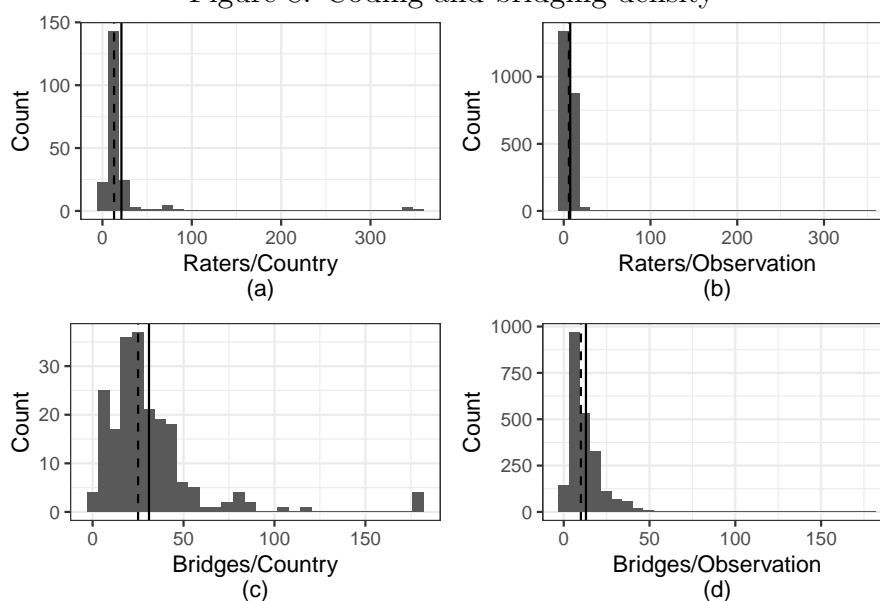 Figure 8: Coding and bridging density
150
100
50
0
Count
0 100 200 300
Raters/Country
(a)
1000
500
0
Count
0 100 200 300
Raters/Observation
(b)
30
20
10
0
Count
0 50 100 150
Bridges/Country
(c)
1000
750
500
250
0
Count
0 50 100 150
Bridges/Observation
(d)